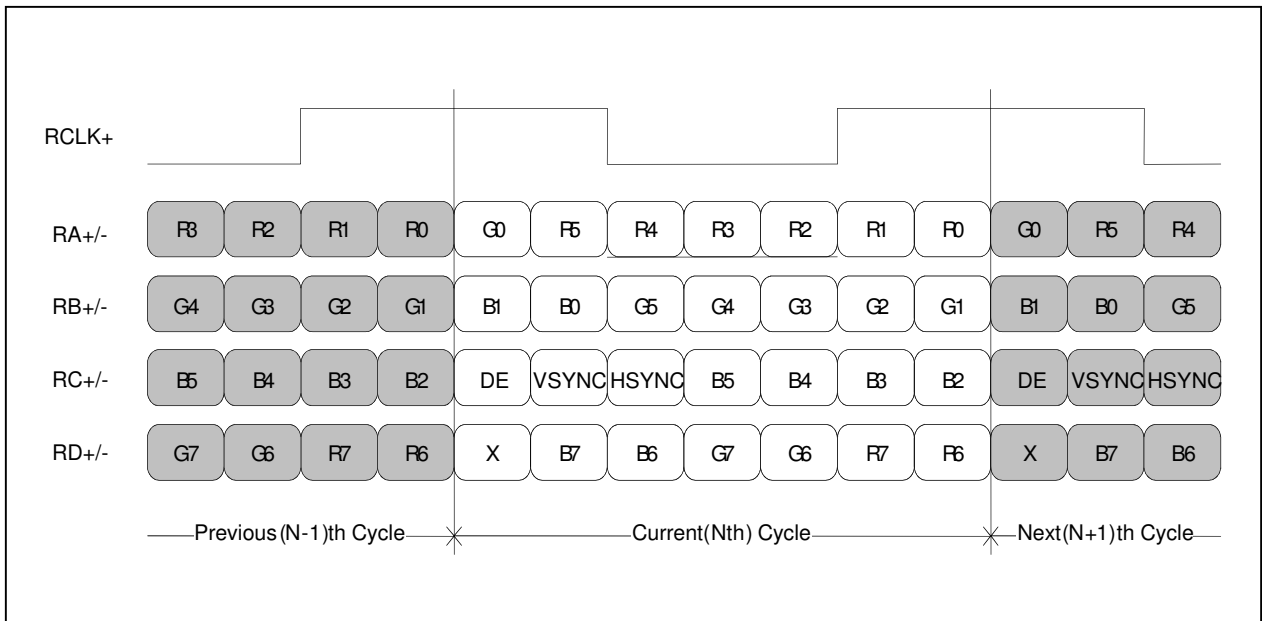 RCLK+
RA+/- R3 R2 R1 R0 G0 R5 R4 R3 R2 R1 R0 G0 R5 R4
RB+/- G4 G3 G2 G1 B1 B0 G5 G4 G3 G2 G1 B1 B0 G5
RC+/- B5 B4 B3 B2 DE VSYNC HSYNC B5 B4 B3 B2 DE VSYNC HSYNC
RD+/- G7 G6 R7 R6 X B7 B6 G7 G6 R7 R6 X B7 B6
Previous (N-1)th Cycle Current(Nth) Cycle Next(N+1)th Cycle